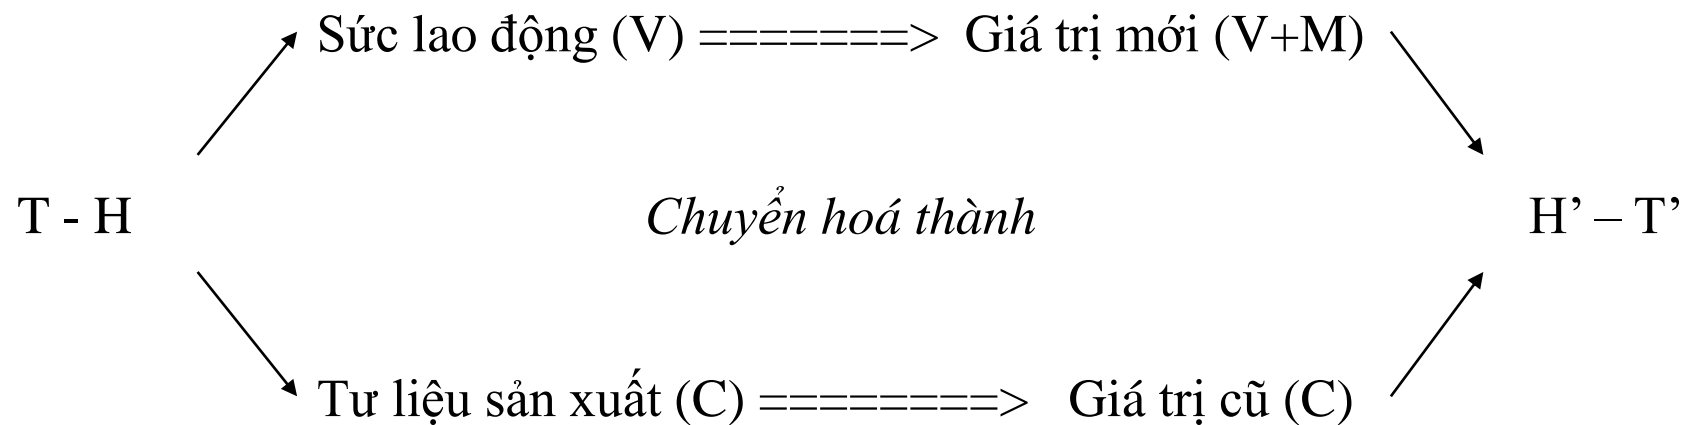 Sức lao động (V) =======> Giá trị mới (V+M)
T - H Chuyển hoá thành H’ – T’
Tư liệu sản xuất (C) ========> Giá trị cũ (C)